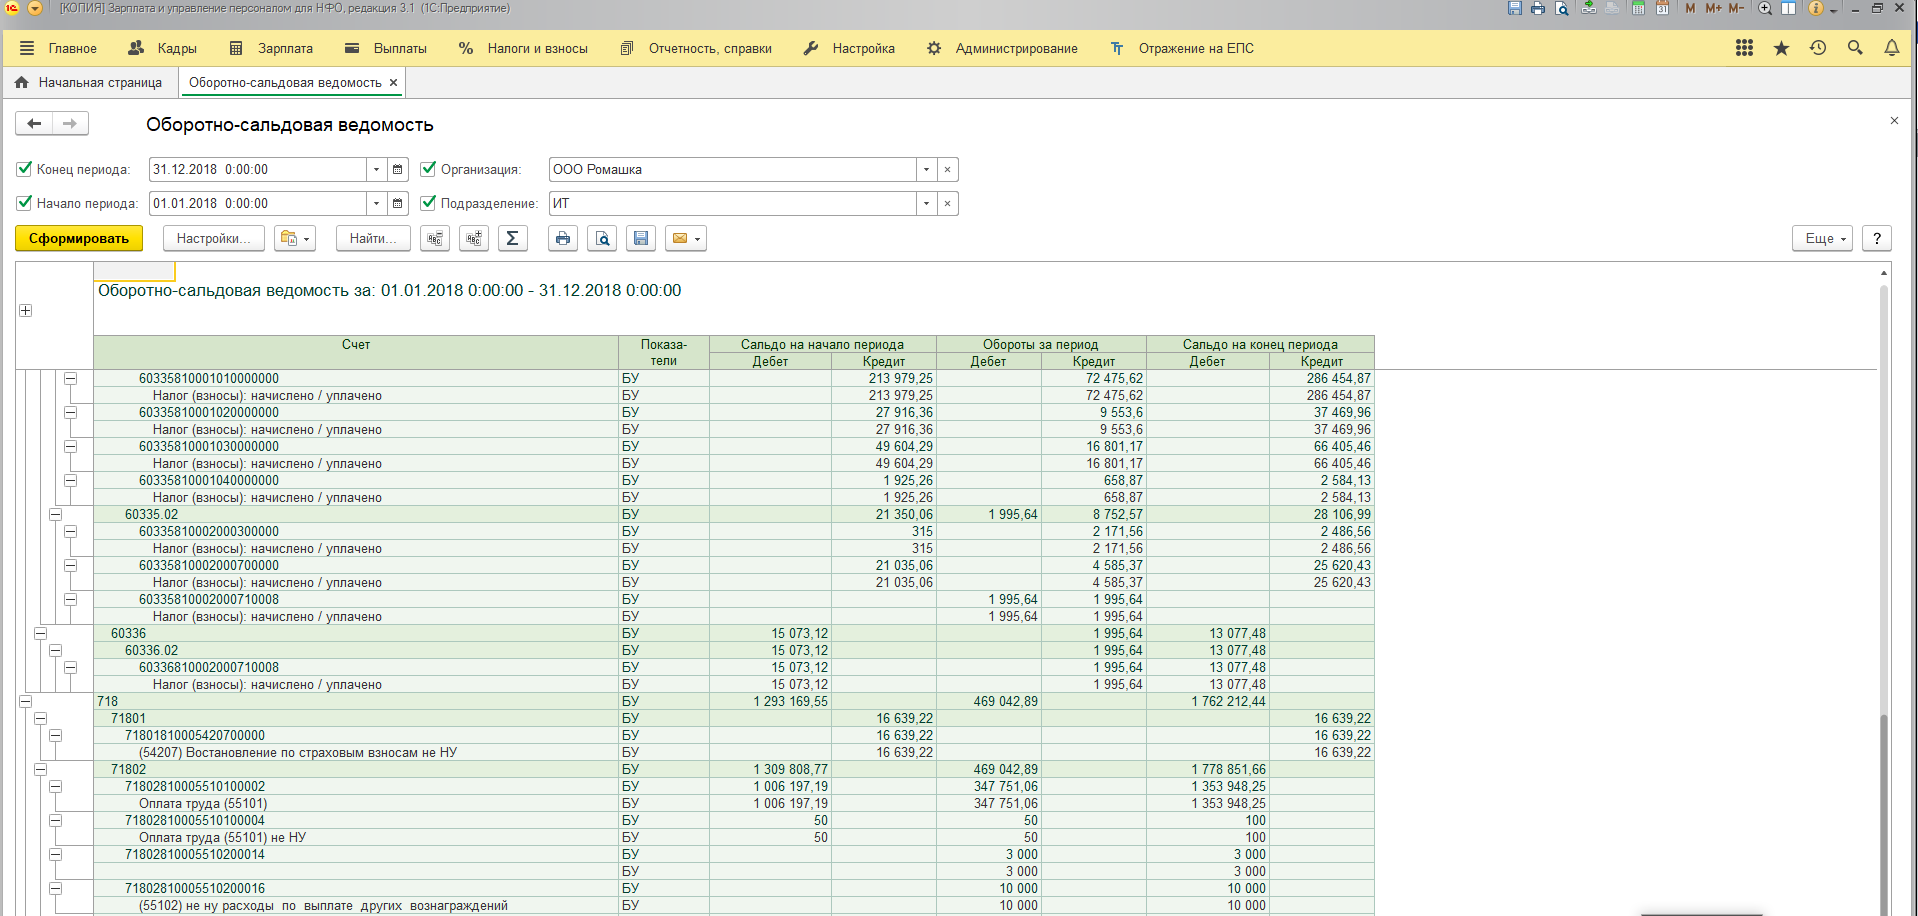 [КОПИЯ] Зарплата и управление персоналом для НФО, редакция 3.1 (1С:Предприятие)
M M+ M-
Главное Кадры Зарплата Выплаты % Налоги и взносы Отчетность, справки Настройка Администрирование Отражение на ЕПС
Начальная страница Оборотно-сальдовая ведомость ×
Оборотно-сальдовая ведомость
Конец периода: 31.12.2018 0:00:00 Организация: ООО Ромашка
Начало периода: 01.01.2018 0:00:00 Подразделение: ИТ
Сформировать Настройки... Найти... Σ Еще ?
Оборотно-сальдовая ведомость за: 01.01.2018 0:00:00 - 31.12.2018 0:00:00
Счет Показа-тели Сальдо на начало периода Обороты за период Сальдо на конец периода
Дебет Кредит Дебет Кредит Дебет Кредит
60335810001010000000 БУ 213 979,25 72 475,62 286 454,87
Налог (взносы): начислено / уплачено БУ 213 979,25 72 475,62 286 454,87
60335810001020000000 БУ 27 916,36 9 553,6 37 469,96
Налог (взносы): начислено / уплачено БУ 27 916,36 9 553,6 37 469,96
60335810001030000000 БУ 49 604,29 16 801,17 66 405,46
Налог (взносы): начислено / уплачено БУ 49 604,29 16 801,17 66 405,46
60335810001040000000 БУ 1 925,26 658,87 2 584,13
Налог (взносы): начислено / уплачено БУ 1 925,26 658,87 2 584,13
60335.02 БУ 21 350,06 1 995,64 8 752,57 28 106,99
60335810002000300000 БУ 315 2 171,56 2 486,56
Налог (взносы): начислено / уплачено БУ 315 2 171,56 2 486,56
60335810002000700000 БУ 21 035,06 4 585,37 25 620,43
Налог (взносы): начислено / уплачено БУ 21 035,06 4 585,37 25 620,43
60335810002000710008 БУ 1 995,64 1 995,64
Налог (взносы): начислено / уплачено БУ 1 995,64 1 995,64
60336 БУ 15 073,12 1 995,64 13 077,48
60336.02 БУ 15 073,12 1 995,64 13 077,48
60336810002000710008 БУ 15 073,12 1 995,64 13 077,48
Налог (взносы): начислено / уплачено БУ 15 073,12 1 995,64 13 077,48
718 БУ 1 293 169,55 469 042,89 1 762 212,44
71801 БУ 16 639,22 16 639,22
71801810005420700000 БУ 16 639,22 16 639,22
(54207) Востановление по страховым взносам не НУ БУ 16 639,22 16 639,22
71802 БУ 1 309 808,77 469 042,89 1 778 851,66
71802810005510100002 БУ 1 006 197,19 347 751,06 1 353 948,25
Оплата труда (55101) БУ 1 006 197,19 347 751,06 1 353 948,25
71802810005510100004 БУ 50 50 100
Оплата труда (55101) не НУ БУ 50 50 100
71802810005510200014 БУ 3 000 3 000
БУ 3 000 3 000
71802810005510200016 БУ 10 000 10 000
(55102) не ну расходы по выплате других вознаграждений БУ 10 000 10 000